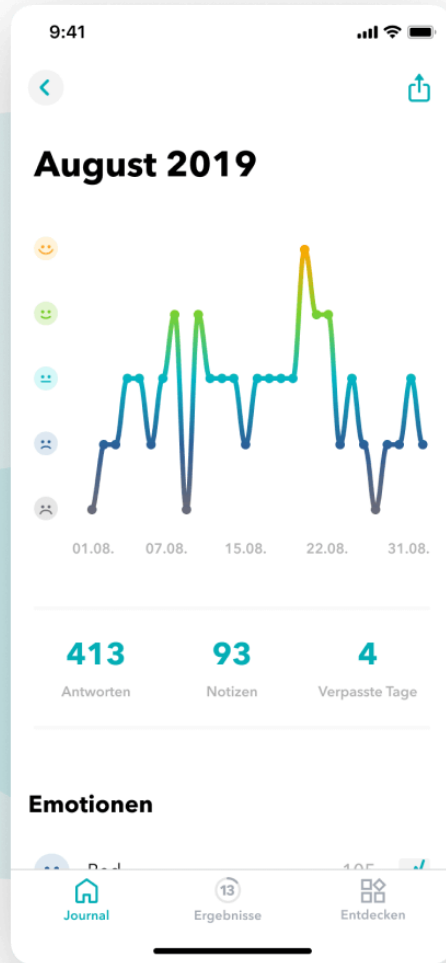 9:41
August 2019
01.08. 07.08. 15.08. 22.08. 31.08.
413 93 4
Antworten Notizen Verpasste Tage
Emotionen
13
Journal Ergebnisse Entdecken